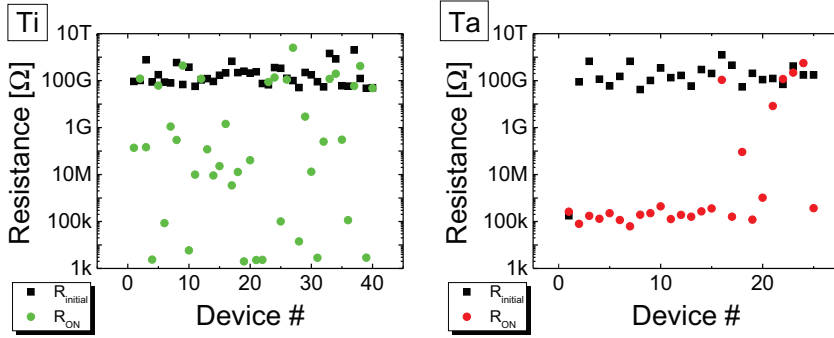 Ti
Resistance [Ω]
10T
100G
1G
10M
100k
1k
0 10 20 30 40
Device #
R_initial
R_ON
Ta
Resistance [Ω]
10T
100G
1G
10M
100k
1k
0 10 20
Device #
R_initial
R_ON